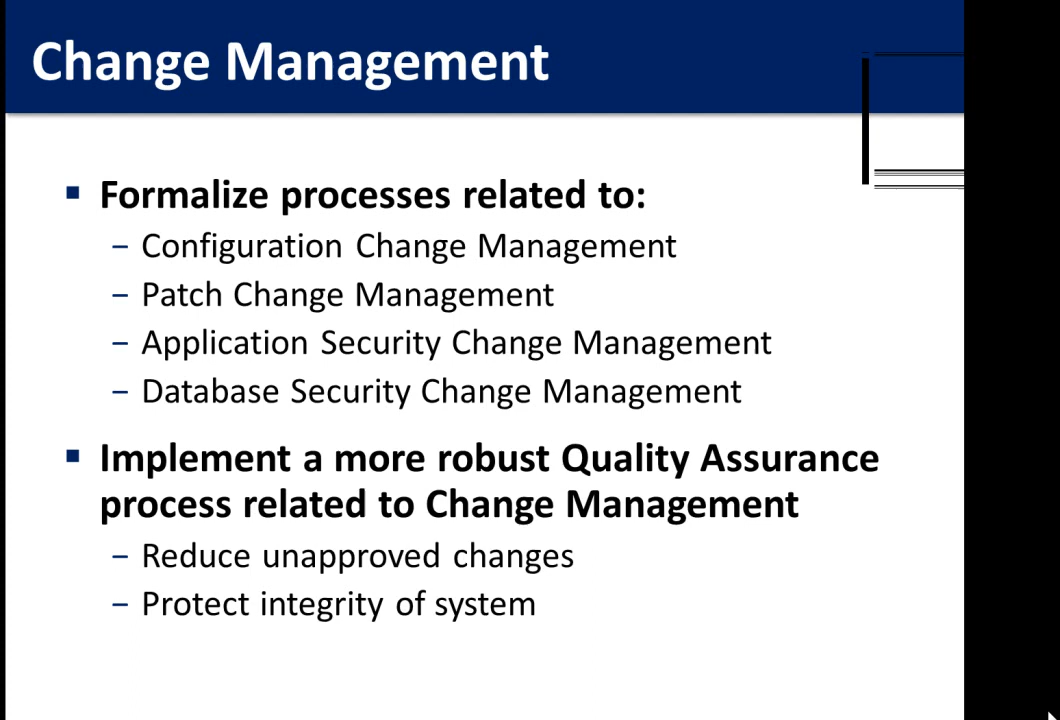 Change Management
▪ Formalize processes related to:
– Configuration Change Management
– Patch Change Management
– Application Security Change Management
– Database Security Change Management
▪ Implement a more robust Quality Assurance
process related to Change Management
– Reduce unapproved changes
– Protect integrity of system